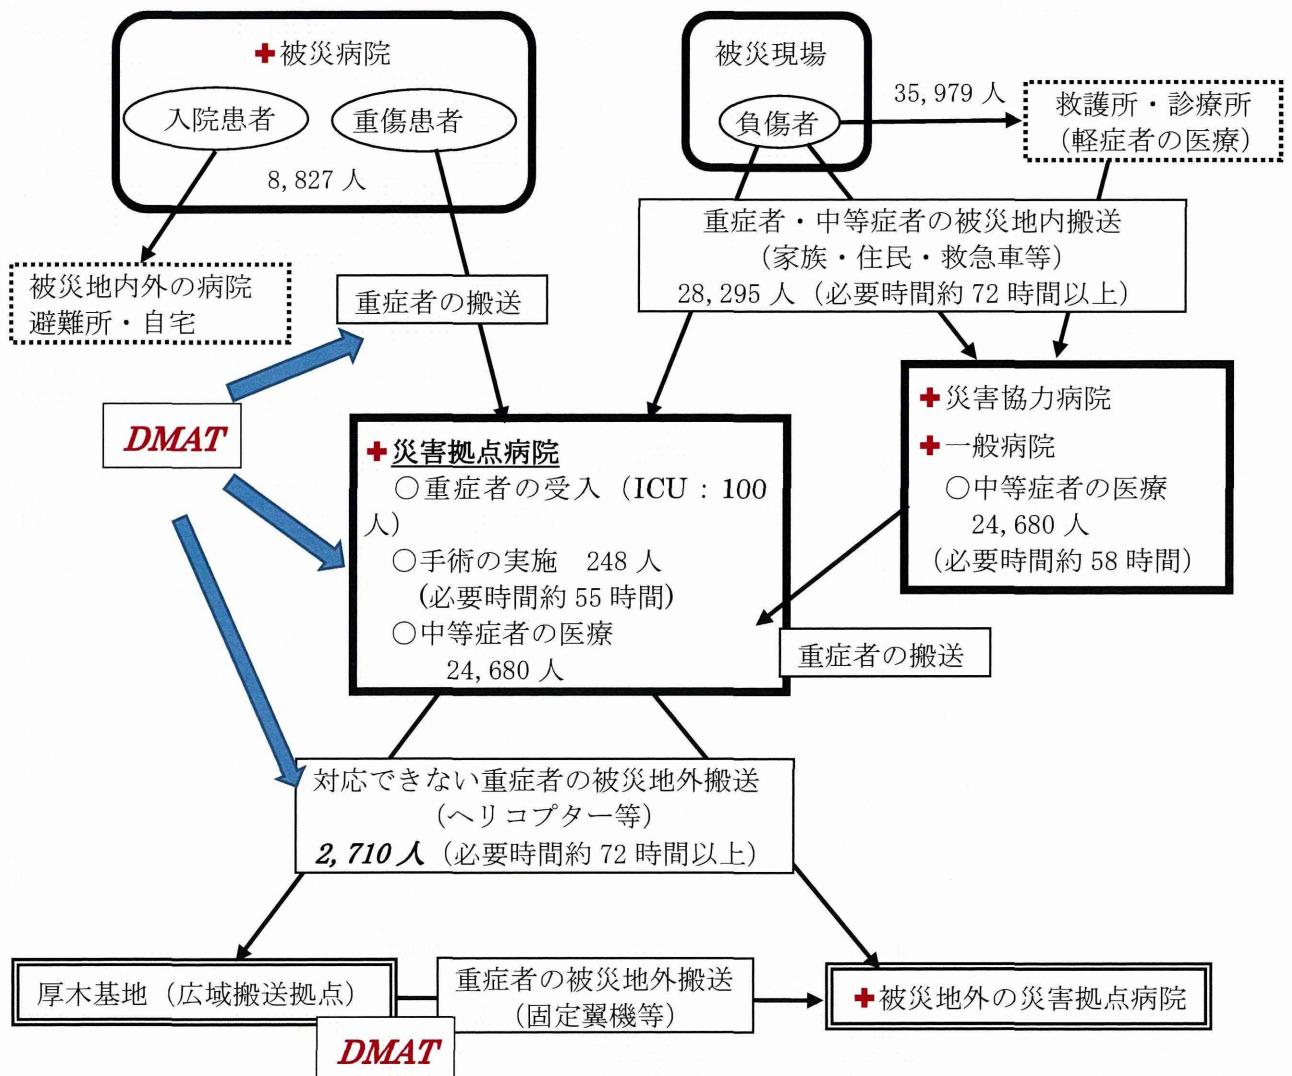 被災病院
入院患者
重傷患者
8,827 人
被災現場
負傷者
35,979 人
救護所・診療所
(軽症者の医療)
重症者・中等症者の被災地内搬送
(家族・住民・救急車等)
28,295 人（必要時間約 72 時間以上）
被災地内外の病院
避難所・自宅
重症者の搬送
DMAT
災害拠点病院
○重症者の受入（ICU：100
人）
○手術の実施　248 人
(必要時間約 55 時間)
○中等症者の医療
24,680 人
災害協力病院
一般病院
○中等症者の医療
24,680 人
(必要時間約 58 時間)
重症者の搬送
対応できない重症者の被災地外搬送
（ヘリコプター等）
2,710 人（必要時間約 72 時間以上）
厚木基地（広域搬送拠点）
DMAT
重症者の被災地外搬送
(固定翼機等)
被災地外の災害拠点病院